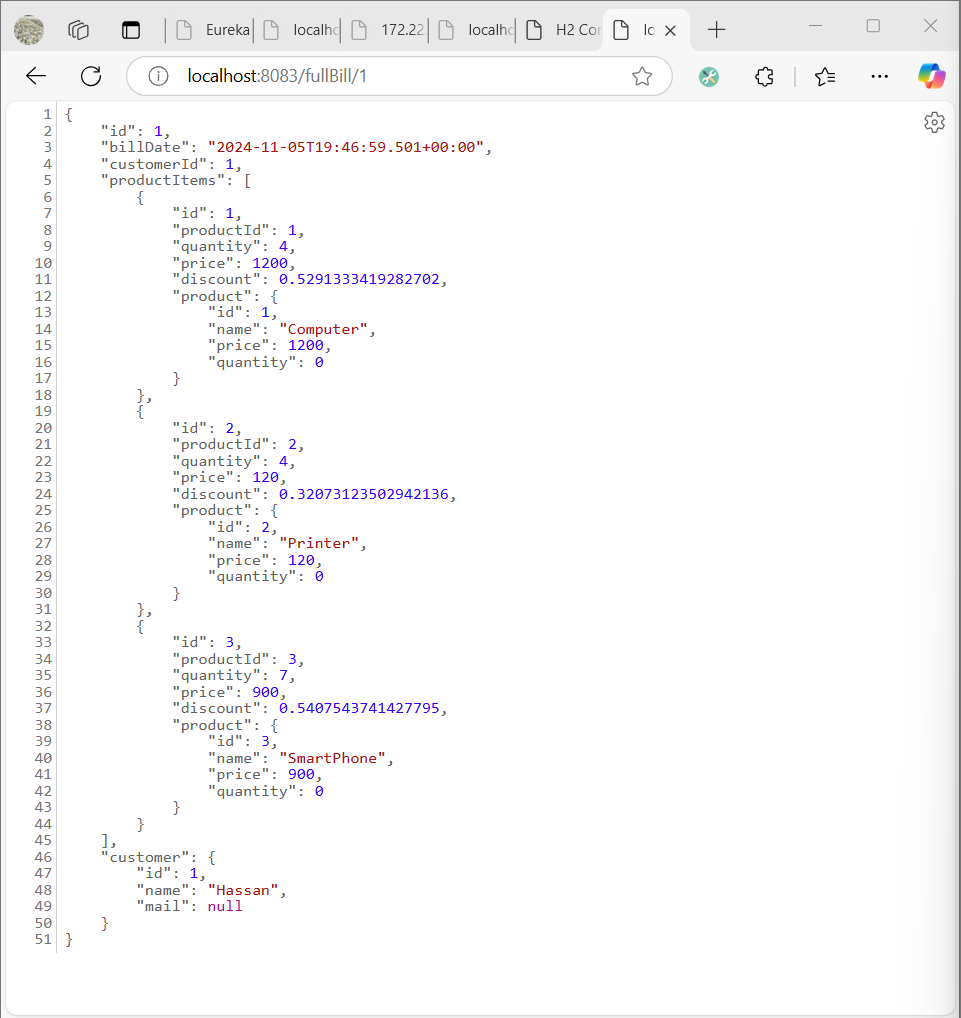 Eureka
localho
172.22
localho
H2 Con
lo
localhost:8083/fullBill/1
1 {
2     "id": 1,
3     "billDate": "2024-11-05T19:46:59.501+00:00",
4     "customerId": 1,
5     "productItems": [
6         {
7             "id": 1,
8             "productId": 1,
9             "quantity": 4,
10             "price": 1200,
11             "discount": 0.5291333419282702,
12             "product": {
13                 "id": 1,
14                 "name": "Computer",
15                 "price": 1200,
16                 "quantity": 0
17             }
18         },
19         {
20             "id": 2,
21             "productId": 2,
22             "quantity": 4,
23             "price": 120,
24             "discount": 0.32073123502942136,
25             "product": {
26                 "id": 2,
27                 "name": "Printer",
28                 "price": 120,
29                 "quantity": 0
30             }
31         },
32         {
33             "id": 3,
34             "productId": 3,
35             "quantity": 7,
36             "price": 900,
37             "discount": 0.5407543741427795,
38             "product": {
39                 "id": 3,
40                 "name": "SmartPhone",
41                 "price": 900,
42                 "quantity": 0
43             }
44         }
45     ],
46     "customer": {
47         "id": 1,
48         "name": "Hassan",
49         "mail": null
50     }
51 }